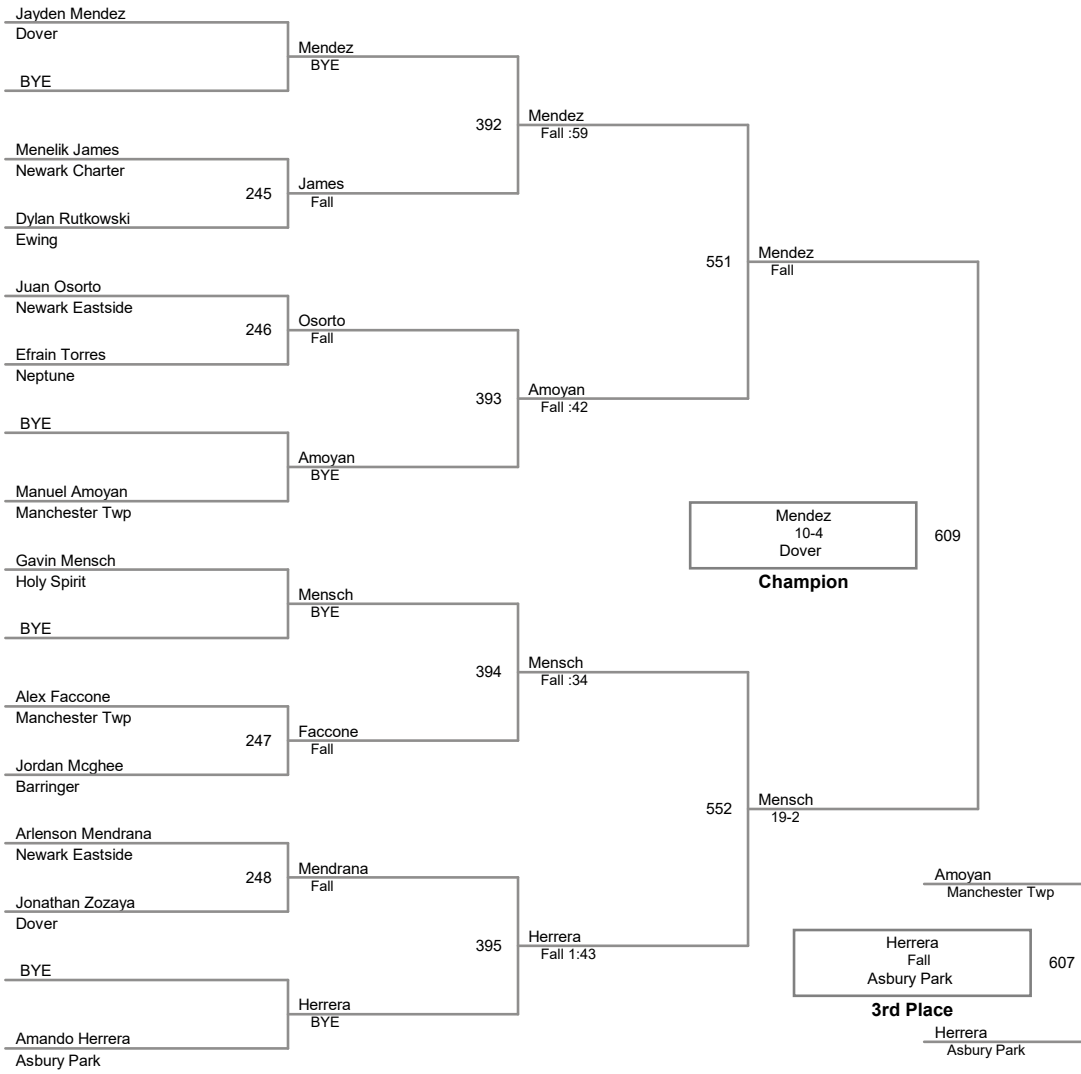 Jayden Mendez
Dover
BYE
Mendez
BYE
392
Mendez
Fall :59
Menelik James
Newark Charter
245
James
Fall
Dylan Rutkowski
Ewing
551
Mendez
Fall
Juan Osorto
Newark Eastside
246
Osorto
Fall
Efrain Torres
Neptune
393
Amoyan
Fall :42
BYE
Amoyan
BYE
Manuel Amoyan
Manchester Twp
Mendez
10-4
Dover
609
Champion
Gavin Mensch
Holy Spirit
Mensch
BYE
BYE
394
Mensch
Fall :34
Alex Faccone
Manchester Twp
247
Faccone
Fall
Jordan Mcghee
Barringer
552
Mensch
19-2
Arlenson Mendrana
Newark Eastside
248
Mendrana
Fall
Jonathan Zozaya
Dover
395
Herrera
Fall 1:43
BYE
Herrera
BYE
Amando Herrera
Asbury Park
Amoyan
Manchester Twp
Herrera
Fall
Asbury Park
607
3rd Place
Herrera
Asbury Park